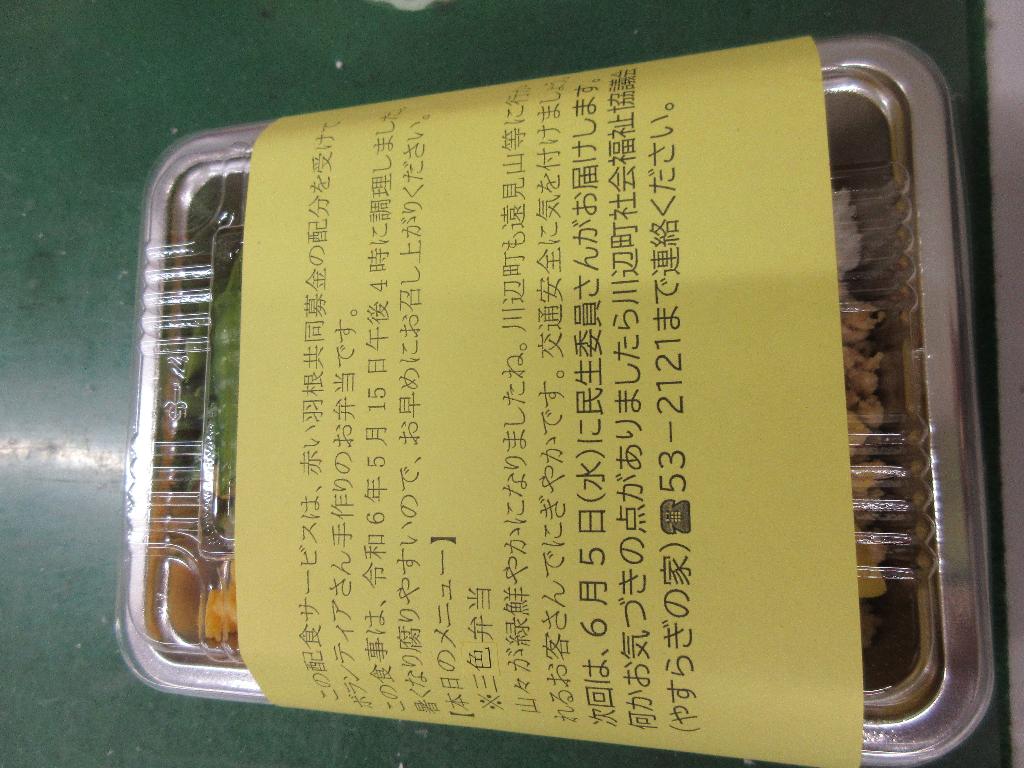 この配食サービスは、赤い羽根共同募金の配分を受けて
ボランティアさん手作りのお弁当です。
この食事は、令和6年5月15日午後4時に調理しました。
暑くなり腐りやすいので、お早めにお召し上がりください。
【本日のメニュー】
※三色弁当
山々が緑鮮やかになりましたね。川辺町も遠見山等に
れるお客さんでにぎやかです。交通安全に気を付けましょ
次回は、6月5日(水)に民生委員さんがお届けします。
何かお気づきの点がありましたら川辺町社会福祉協議会
(やすらぎの家)☎53-2121まで連絡ください。